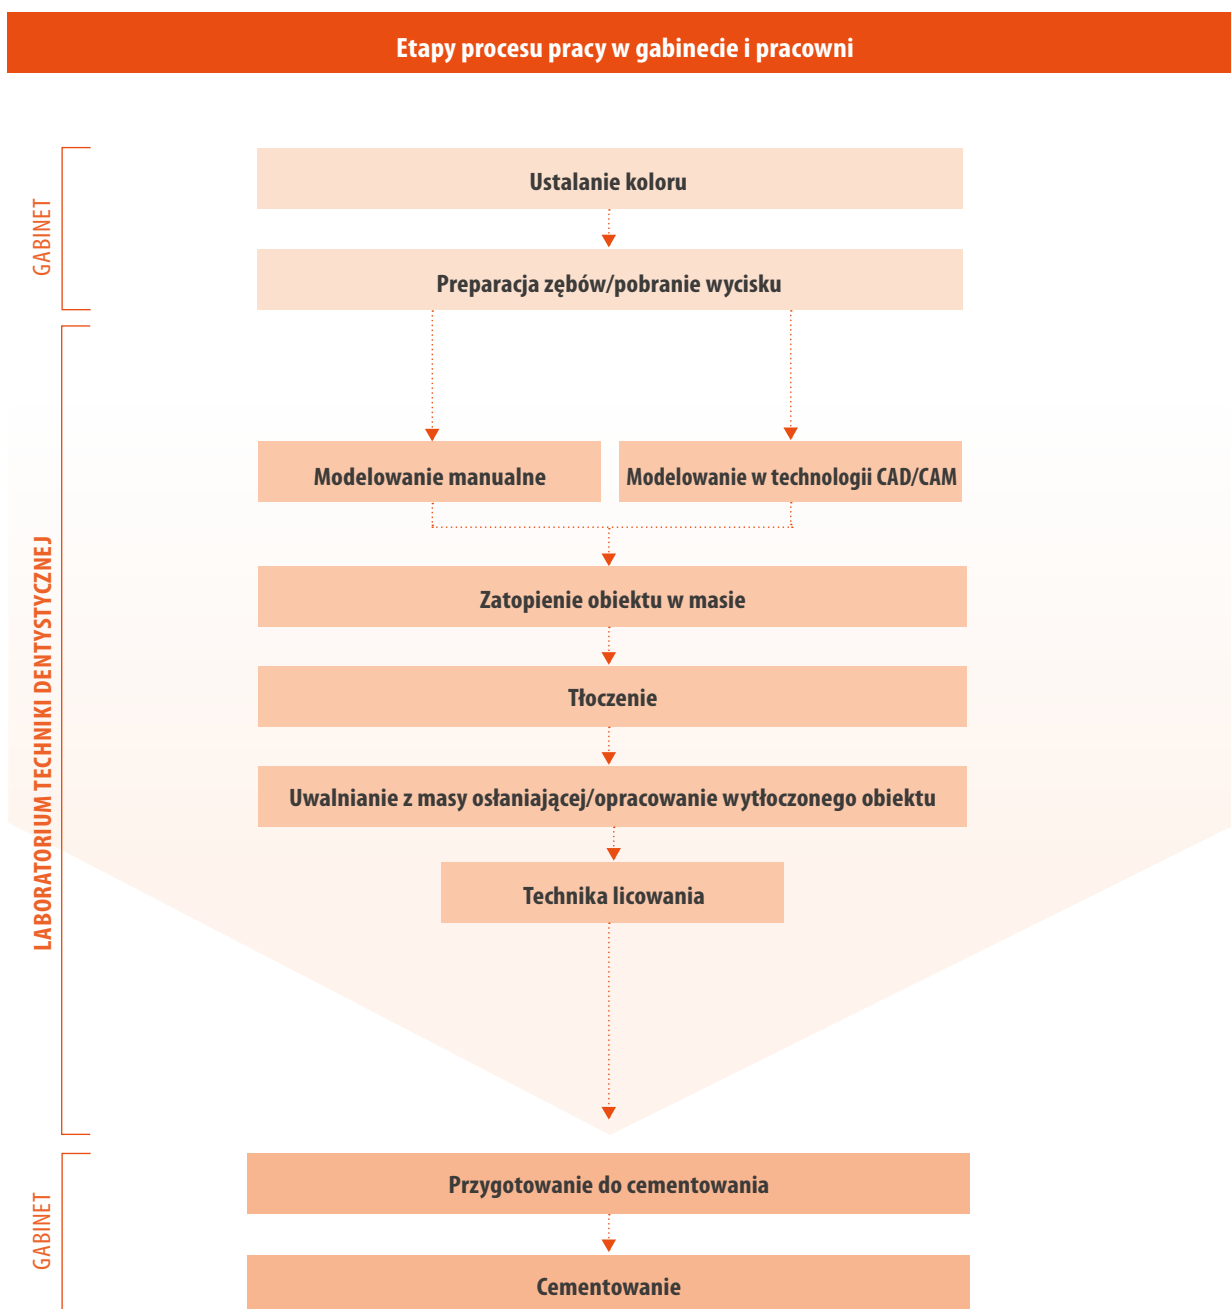 Etapy procesu pracy w gabinecie i pracowni
GABINET
Ustalanie koloru
Preparacja zębów/pobranie wycisku
LABORATORIUM TECHNIKI DENTYSTYCZNEJ
Modelowanie manualne
Modelowanie w technologii CAD/CAM
Zatopienie obiektu w masie
Tłoczenie
Uwalnianie z masy osłaniającej/opracowanie wytłoczonego obiektu
Technika licowania
GABINET
Przygotowanie do cementowania
Cementowanie